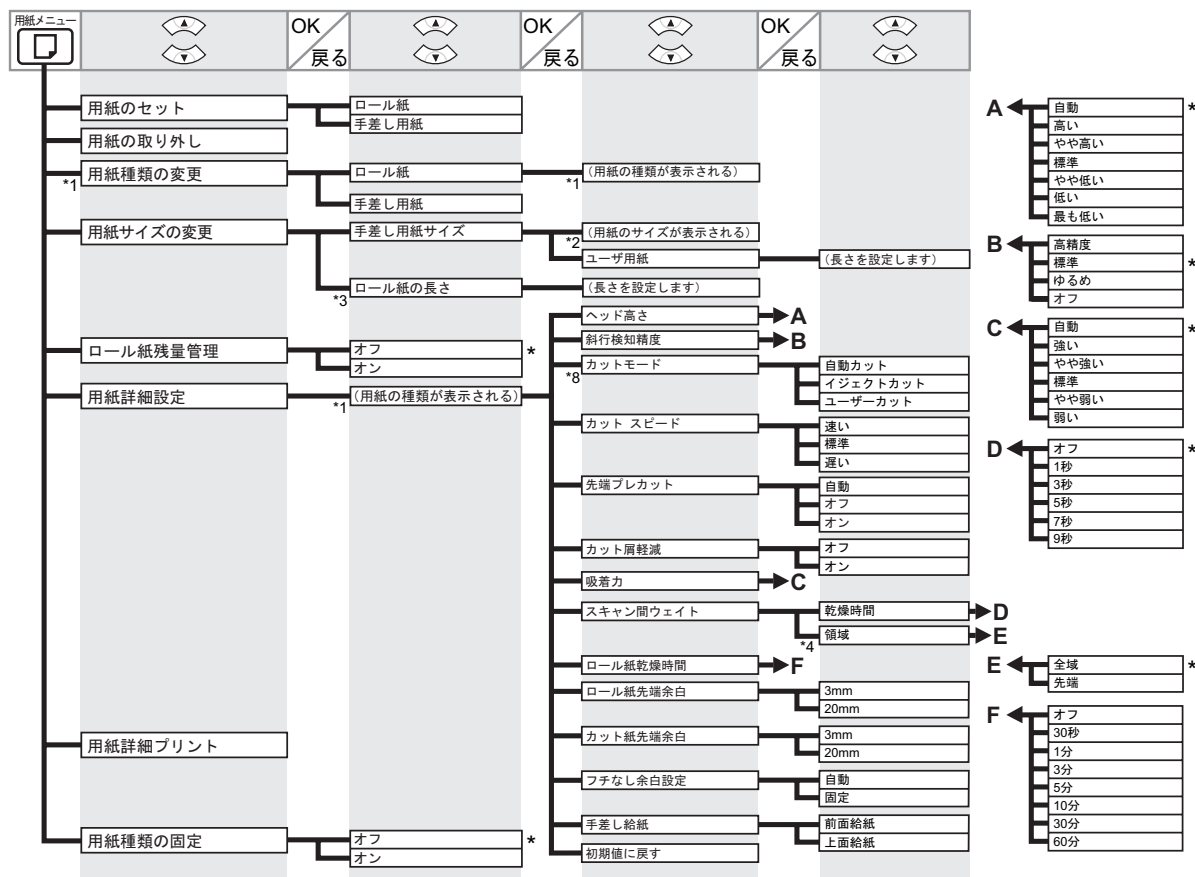 用紙メニュー
OK
戻る
OK
戻る
OK
戻る
用紙のセット
ロール紙
手差し用紙
用紙の取り外し
*1
用紙種類の変更
ロール紙
*1
(用紙の種類が表示される)
手差し用紙
用紙サイズの変更
手差し用紙サイズ
*2
(用紙のサイズが表示される)
ユーザ用紙
(長さを設定します)
*3
ロール紙の長さ
(長さを設定します)
ロール紙残量管理
オフ
*
オン
用紙詳細設定
*1
(用紙の種類が表示される)
ヘッド高さ
A
斜行検知精度
B
*8
カットモード
自動カット
イジェクトカット
ユーザーカット
カット スピード
速い
標準
遅い
先端プレカット
自動
オフ
オン
カット屑軽減
オフ
オン
吸着力
C
スキャン間ウェイト
乾燥時間
D
*4
領域
E
ロール紙乾燥時間
F
ロール紙先端余白
3mm
20mm
カット紙先端余白
3mm
20mm
フチなし余白設定
自動
固定
手差し給紙
前面給紙
上面給紙
初期値に戻す
用紙詳細プリント
用紙種類の固定
オフ
*
オン
A
自動
*
高い
やや高い
標準
やや低い
低い
最も低い
B
高精度
標準
*
ゆるめ
オフ
C
自動
*
強い
やや強い
標準
やや弱い
弱い
D
オフ
*
1秒
3秒
5秒
7秒
9秒
E
全域
*
先端
F
オフ
30秒
1分
3分
5分
10分
30分
60分